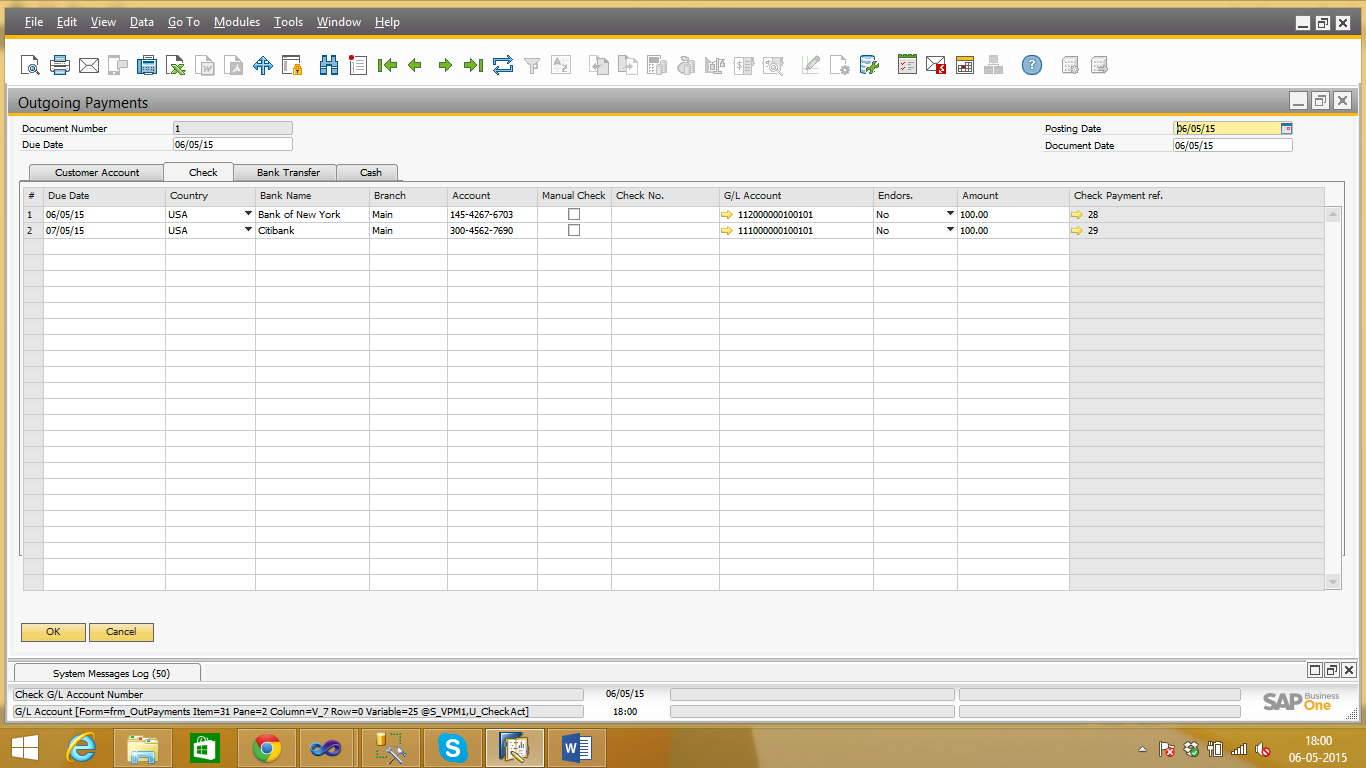 File Edit View Data Go To Modules Tools Window Help
Outgoing Payments
Document Number 1 Posting Date 06/05/15
Due Date 06/05/15 Document Date 06/05/15
Customer Account Check Bank Transfer Cash
# Due Date Country Bank Name Branch Account Manual Check Check No. G/L Account Endors. Amount Check Payment ref.
1 06/05/15 USA Bank of New York Main 145-4267-6703 112000000100101 No 100.00 28
2 07/05/15 USA Citibank Main 300-4562-7690 111000000100101 No 100.00 29
OK Cancel
System Messages Log (50)
Check G/L Account Number 06/05/15
G/L Account [Form=frm_OutPayments Item=31 Pane=2 Column=V_7 Row=0 Variable=25 @S_VPM1,U_CheckAct] 18:00
SAP Business One
18:00
06-05-2015